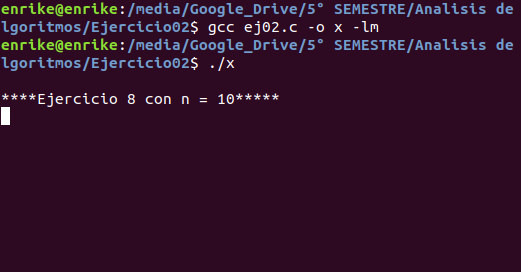 enrike@enrike:/media/Google_Drive/5° SEMESTRE/Analisis de
lgoritmos/Ejercicio02$ gcc ej02.c -o x -lm
enrike@enrike:/media/Google_Drive/5° SEMESTRE/Analisis de
lgoritmos/Ejercicio02$ ./x
****Ejercicio 8 con n = 10*****